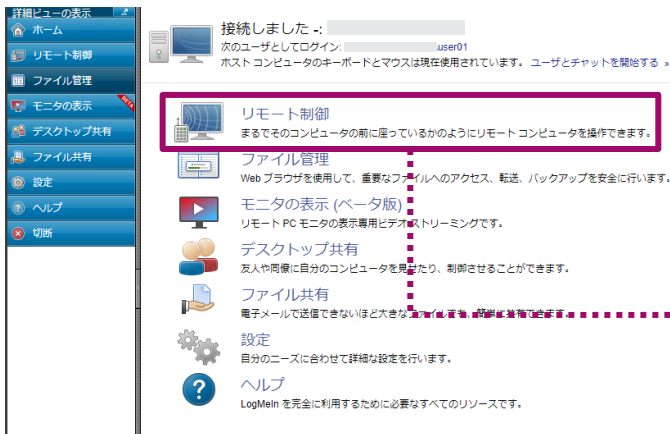 詳細ビューの表示
ホーム
リモート制御
ファイル管理
モニタの表示
BETA
デスクトップ共有
ファイル共有
設定
ヘルプ
切断
接続しました -:
次のユーザとしてログイン: \user01
ホスト コンピュータのキーボードとマウスは現在使用されています。 ユーザとチャットを開始する »
リモート制御
まるでそのコンピュータの前に座っているかのようにリモート コンピュータを操作できます。
ファイル管理
Web ブラウザを使用して、重要なファイルへのアクセス、転送、バックアップを安全に行います。
モニタの表示 (ベータ版)
リモート PC モニタの表示専用ビデオ ストリーミングです。
デスクトップ共有
友人や同僚に自分のコンピュータを見せたり、制御させることができます。
ファイル共有
電子メールで送信できないほど大きなファイルでも、簡単に共有できます。
設定
自分のニーズに合わせて詳細な設定を行います。
ヘルプ
LogMeIn を完全に利用するために必要なすべてのリソースです。